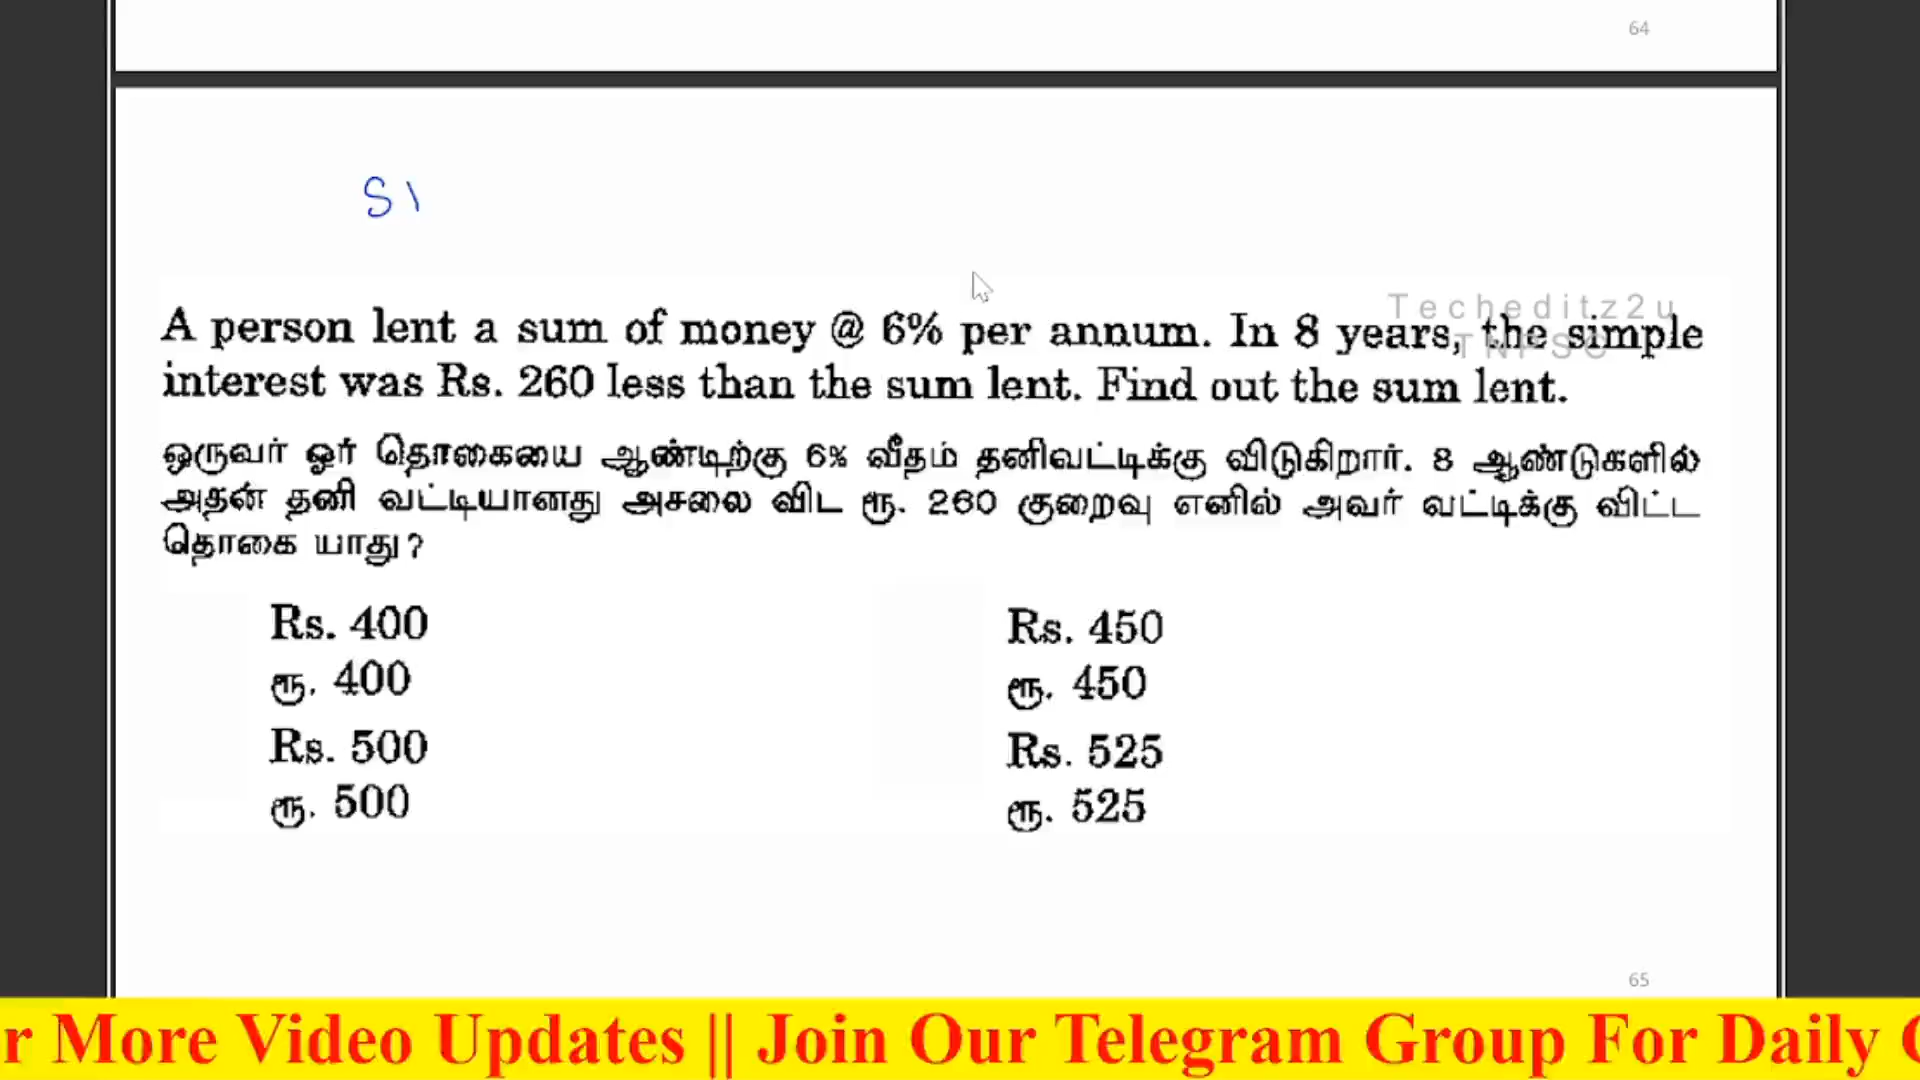 64
SI
Techeditz2u
TNPSC
A person lent a sum of money @ 6% per annum. In 8 years, the simple
interest was Rs. 260 less than the sum lent. Find out the sum lent.
ஒருவர் ஓர் தொகையை ஆண்டிற்கு 6% வீதம் தனிவட்டிக்கு விடுகிறார். 8 ஆண்டுகளில்
அதன் தனி வட்டியானது அசலை விட ரூ. 260 குறைவு எனில் அவர் வட்டிக்கு விட்ட
தொகை யாது?
Rs. 400 Rs. 450
ரூ. 400 ரூ. 450
Rs. 500 Rs. 525
ரூ. 500 ரூ. 525
65
r More Video Updates || Join Our Telegram Group For Daily